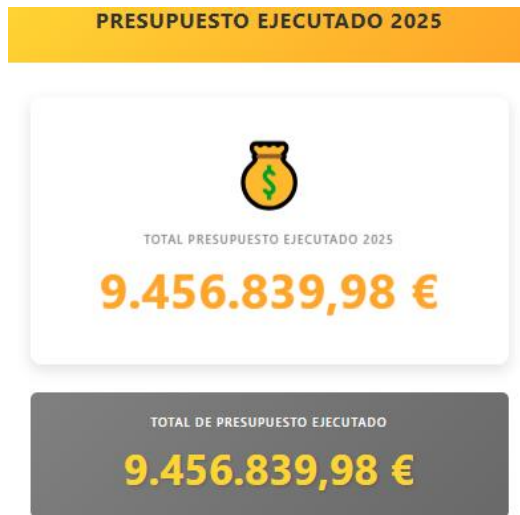 PRESUPUESTO EJECUTADO 2025
TOTAL PRESUPUESTO EJECUTADO 2025
9.456.839,98 €
TOTAL DE PRESUPUESTO EJECUTADO
9.456.839,98 €